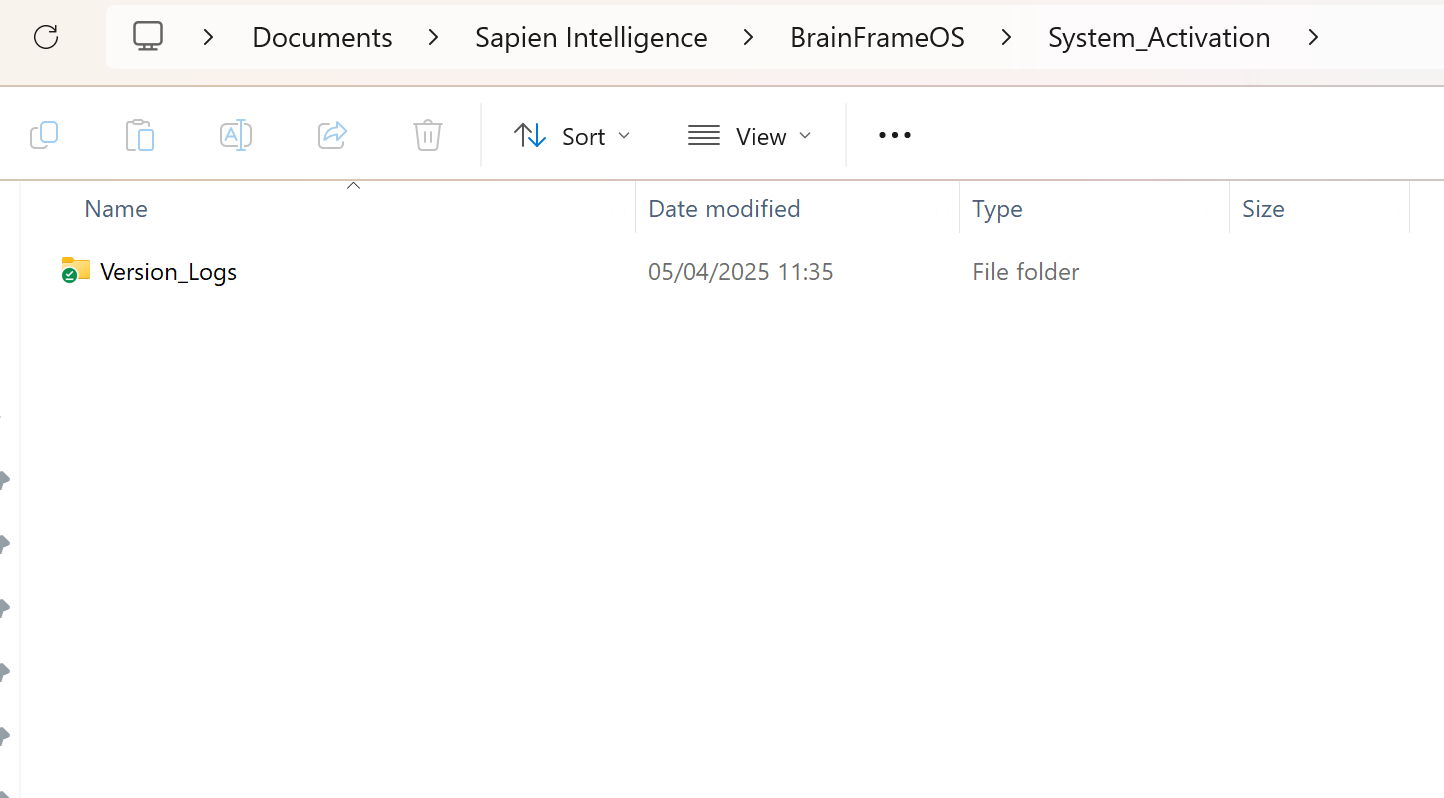 Documents > Sapien Intelligence > BrainFrameOS > System_Activation >
Sort View
Name Date modified Type Size
Version_Logs 05/04/2025 11:35 File folder